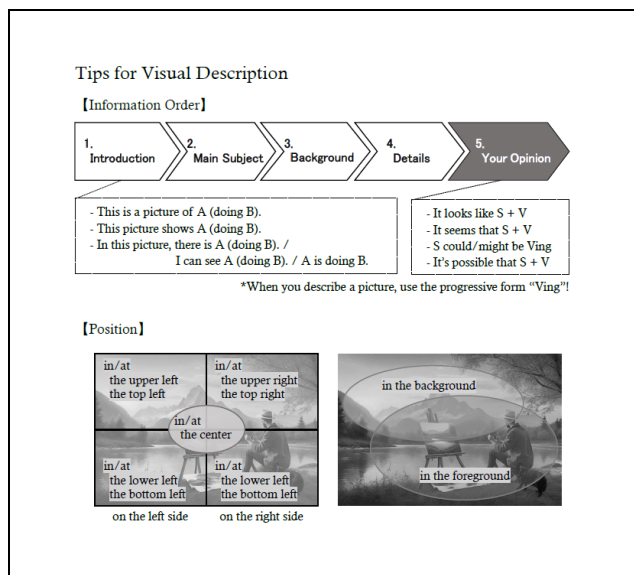 Tips for Visual Description
【Information Order】
1.
Introduction
2.
Main Subject
3.
Background
4.
Details
5.
Your Opinion
- This is a picture of A (doing B).
- This picture shows A (doing B).
- In this picture, there is A (doing B). /
I can see A (doing B). / A is doing B.
- It looks like S + V
- It seems that S + V
- S could/might be Ving
- It's possible that S + V
*When you describe a picture, use the progressive form “Ving”!
【Position】
in/at
the upper left
the top left
in/at
the upper right
the top right
in/at
the center
in/at
the lower left
the bottom left
in/at
the lower left
the bottom left
on the left side
on the right side
in the background
in the foreground